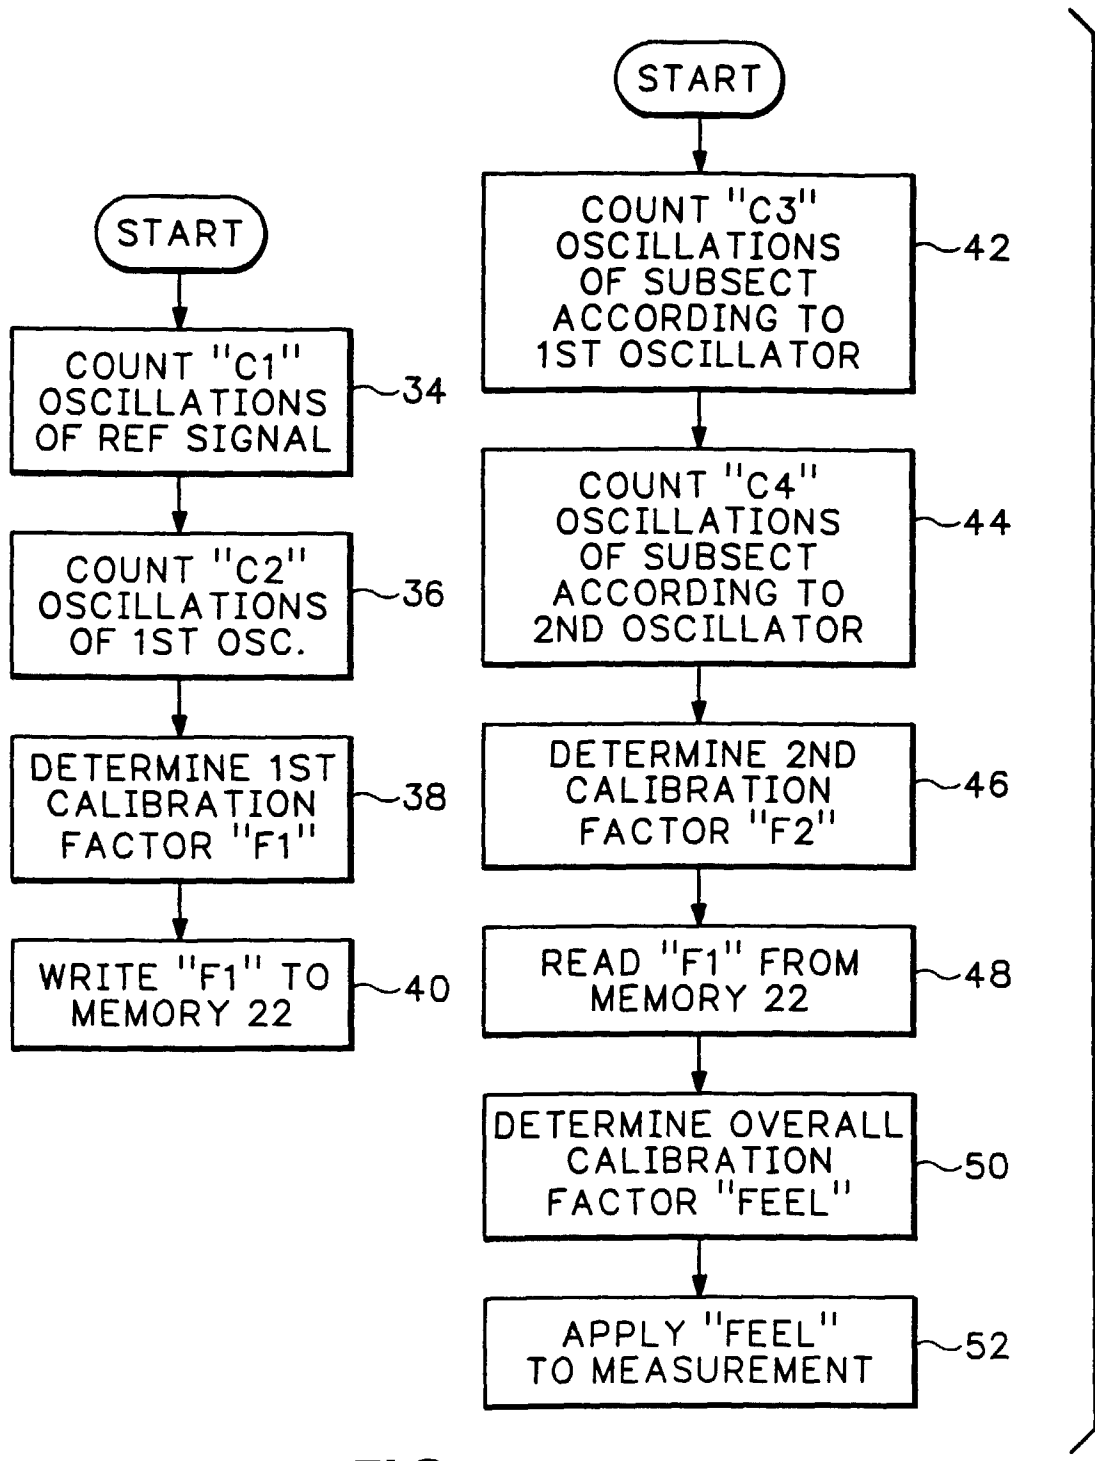 START
COUNT "C1"
OSCILLATIONS
OF REF SIGNAL
34
COUNT "C2"
OSCILLATIONS
OF 1ST OSC.
36
DETERMINE 1ST
CALIBRATION
FACTOR "F1"
38
WRITE "F1" TO
MEMORY 22
40
START
COUNT "C3"
OSCILLATIONS
OF SUBSECT
ACCORDING TO
1ST OSCILLATOR
42
COUNT "C4"
OSCILLATIONS
OF SUBSECT
ACCORDING TO
2ND OSCILLATOR
44
DETERMINE 2ND
CALIBRATION
FACTOR "F2"
46
READ "F1" FROM
MEMORY 22
48
DETERMINE OVERALL
CALIBRATION
FACTOR "FEEL"
50
APPLY "FEEL"
TO MEASUREMENT
52